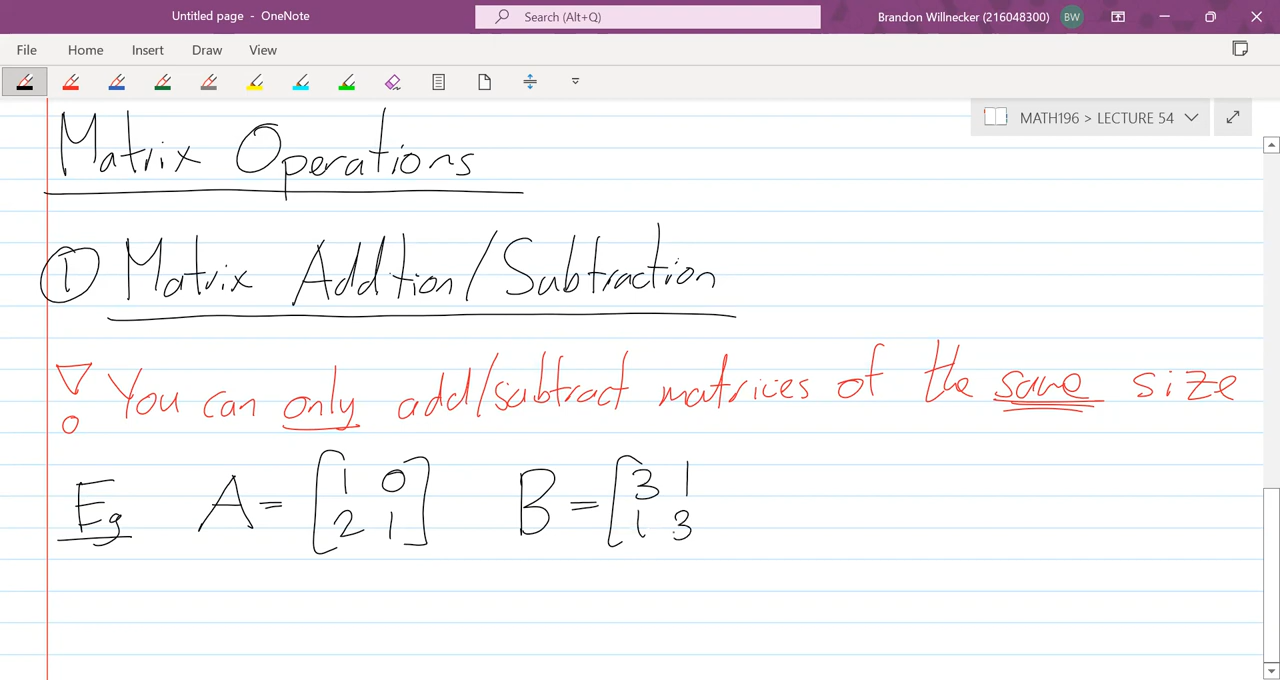 Untitled page - OneNote
Search (Alt+Q)
Brandon Willnecker (216048300) BW
File Home Insert Draw View
MATH196 > LECTURE 54
Matrix Operations
① Matrix Addtion/Subtraction
You can only add/subtract matrices of the same size
Eg A = [1 0 B = [3 1
2 1] 1 3